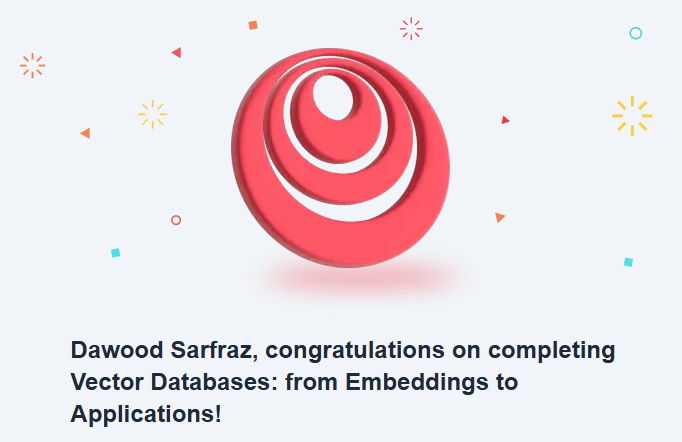 Dawood Sarfraz, congratulations on completing
Vector Databases: from Embeddings to
Applications!